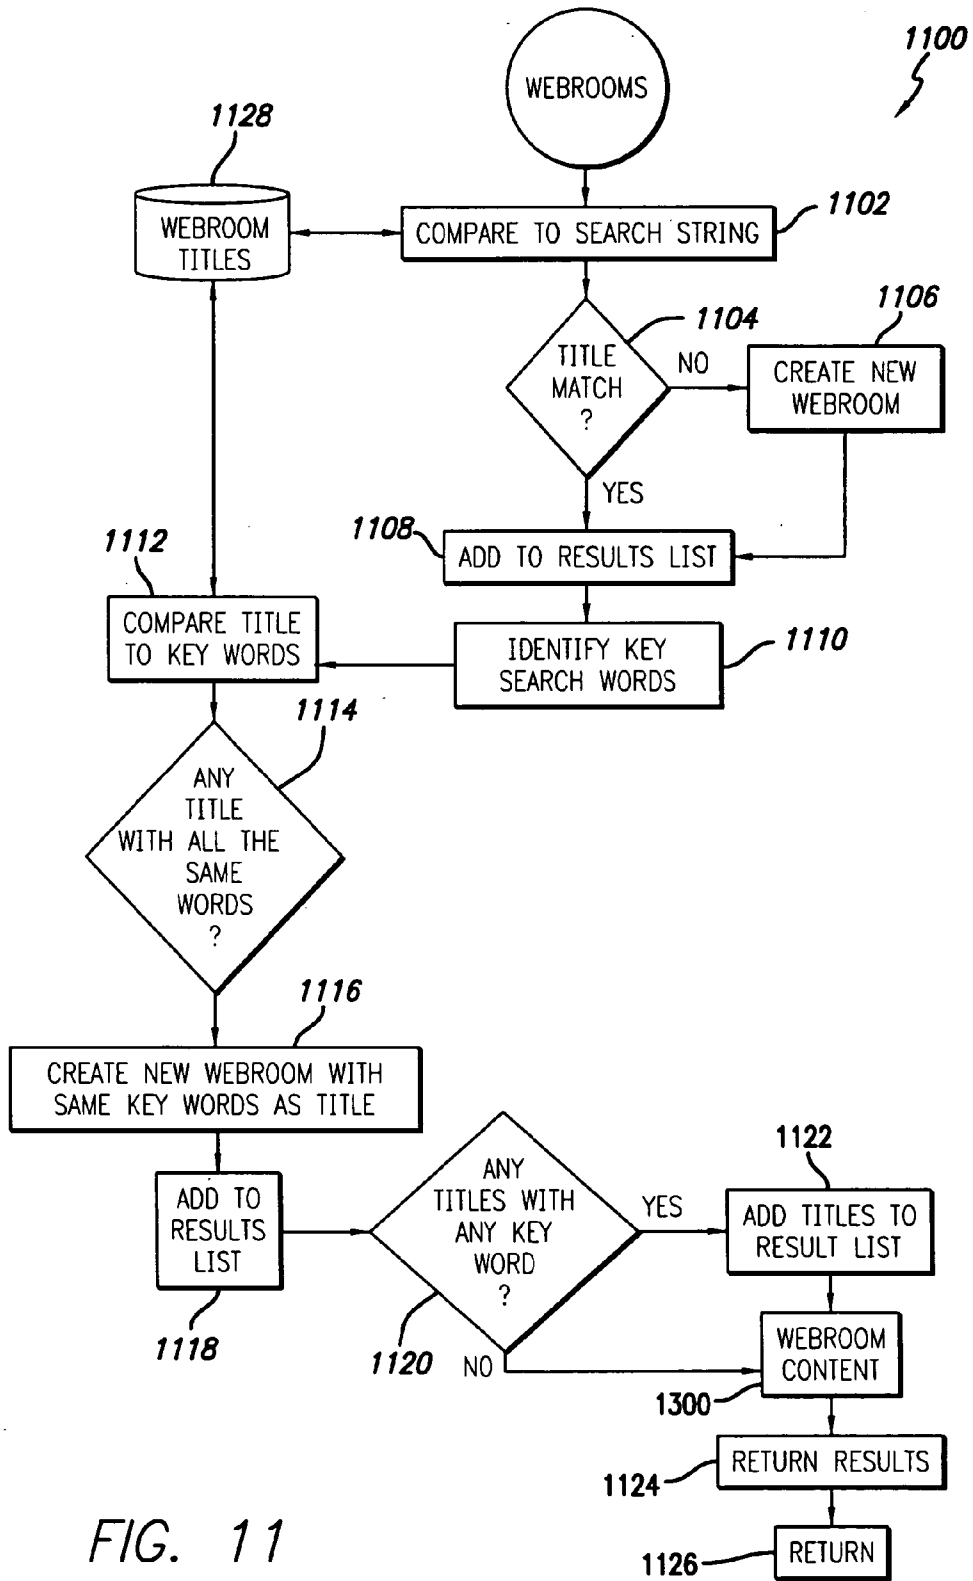 1100
WEBROOMS
1128
WEBROOM
TITLES
1102
COMPARE TO SEARCH STRING
1104
TITLE
MATCH
?
NO
1106
CREATE NEW
WEBROOM
YES
1108
ADD TO RESULTS LIST
1112
COMPARE TITLE
TO KEY WORDS
1110
IDENTIFY KEY
SEARCH WORDS
1114
ANY
TITLE
WITH ALL THE
SAME
WORDS
?
1116
CREATE NEW WEBROOM WITH
SAME KEY WORDS AS TITLE
1118
ADD TO
RESULTS
LIST
1120
ANY
TITLES WITH
ANY KEY
WORD
?
YES
NO
1122
ADD TITLES TO
RESULT LIST
WEBROOM
CONTENT
1300
RETURN RESULTS
1124
RETURN
1126
FIG. 11